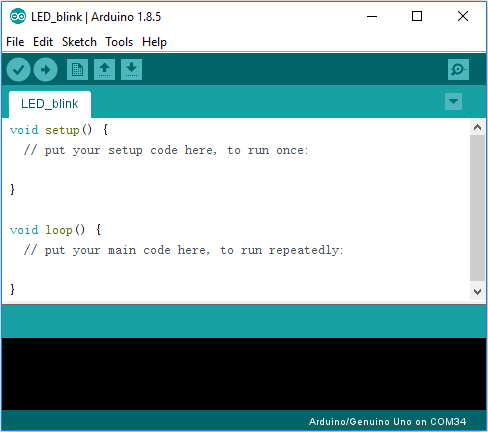 LED_blink | Arduino 1.8.5
File Edit Sketch Tools Help
LED_blink
void setup() {
  // put your setup code here, to run once:
}
void loop() {
  // put your main code here, to run repeatedly:
}
Arduino/Genuino Uno on COM34